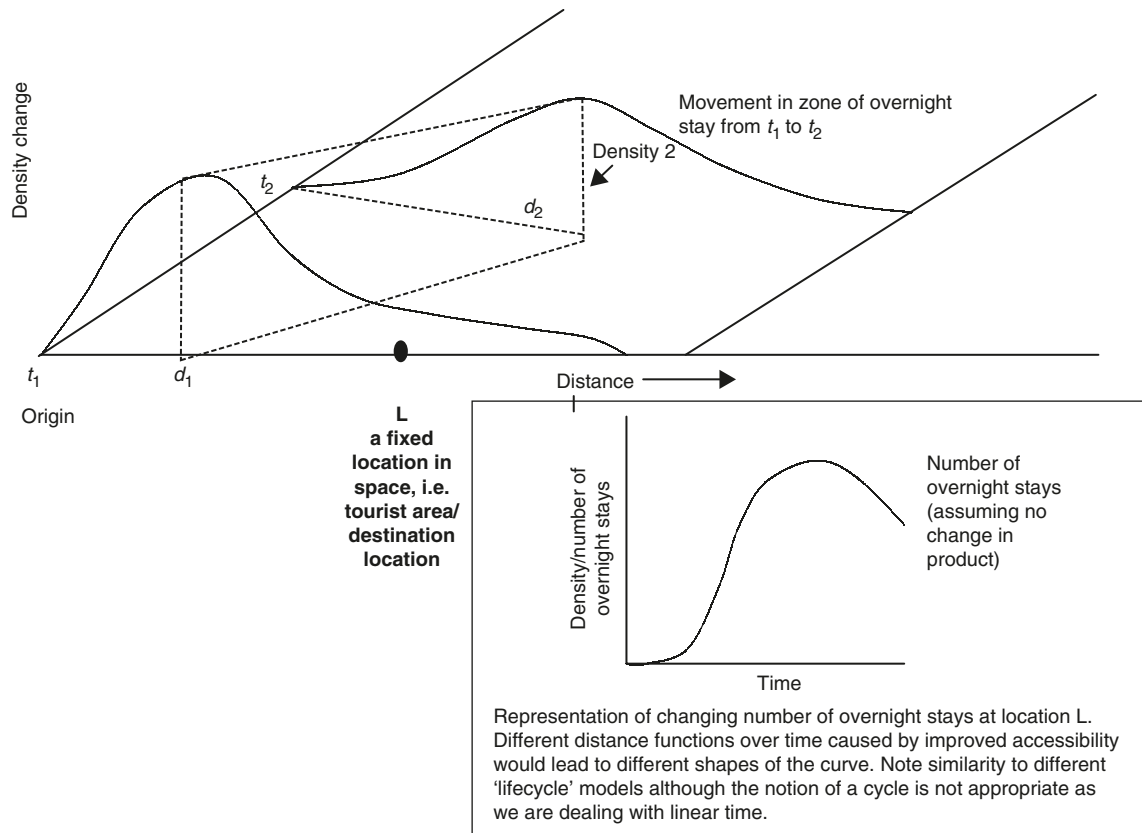 Density change
Movement in zone of overnight
stay from t1 to t2
Density 2
t2
d2
t1
d1
Distance
Origin
L
a fixed
location in
space, i.e.
tourist area/
destination
location
Density/number of
overnight stays
Number of
overnight stays
(assuming no
change in
product)
Time
Representation of changing number of overnight stays at location L.
Different distance functions over time caused by improved accessibility
would lead to different shapes of the curve. Note similarity to different
‘lifecycle’ models although the notion of a cycle is not appropriate as
we are dealing with linear time.